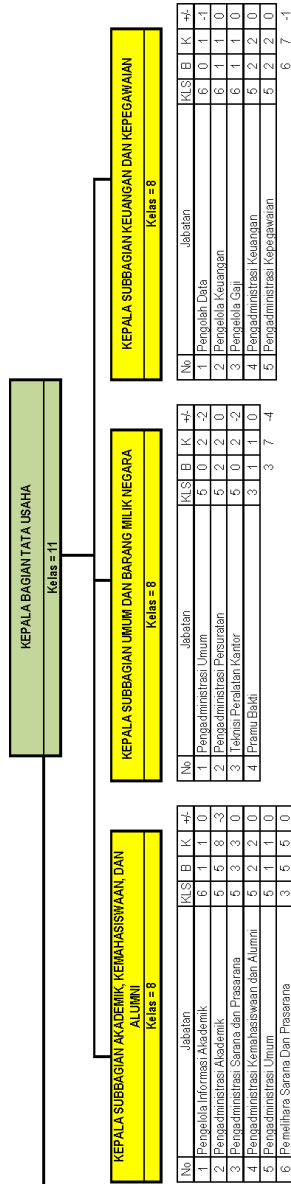 KEPALA BAGIAN TATA USAHA
Kelas = 11
KEPALA SUBBAGIAN AKADEMIK, KEMAHASISWAAN, DAN
ALUMNI
Kelas = 8
No Jabatan KLS B K +/-
1 Pengelola Informasi Akademik 6 1 1 0
2 Pengadministrasi Akademik 5 5 8 -3
3 Pengadministrasi Sarana dan Prasarana 5 3 3 0
4 Pengadministrasi Kemahasiswaan dan Alumni 5 2 2 0
5 Pengadministrasi Umum 5 1 1 0
6 Pemelihara Sarana Dan Prasarana 3 5 5 0
KEPALA SUBBAGIAN UMUM DAN BARANG MILIK NEGARA
Kelas = 8
No Jabatan KLS B K +/-
1 Pengadministrasi Umum 5 0 2 -2
2 Pengadministrasi Persuratan 5 2 2 0
3 Teknisi Peralatan Kantor 5 0 2 -2
4 Pramu Bakti 3 1 1 0
3 7 -4
KEPALA SUBBAGIAN KEUANGAN DAN KEPEGAWAIAN
Kelas = 8
No Jabatan KLS B K +/-
1 Pengolah Data 6 0 1 -1
2 Pengelola Keuangan 6 1 1 0
3 Pengelola Gaji 6 1 1 0
4 Pengadministrasi Keuangan 5 2 2 0
5 Pengadministrasi Kepegawaian 5 2 2 0
6 7 -1